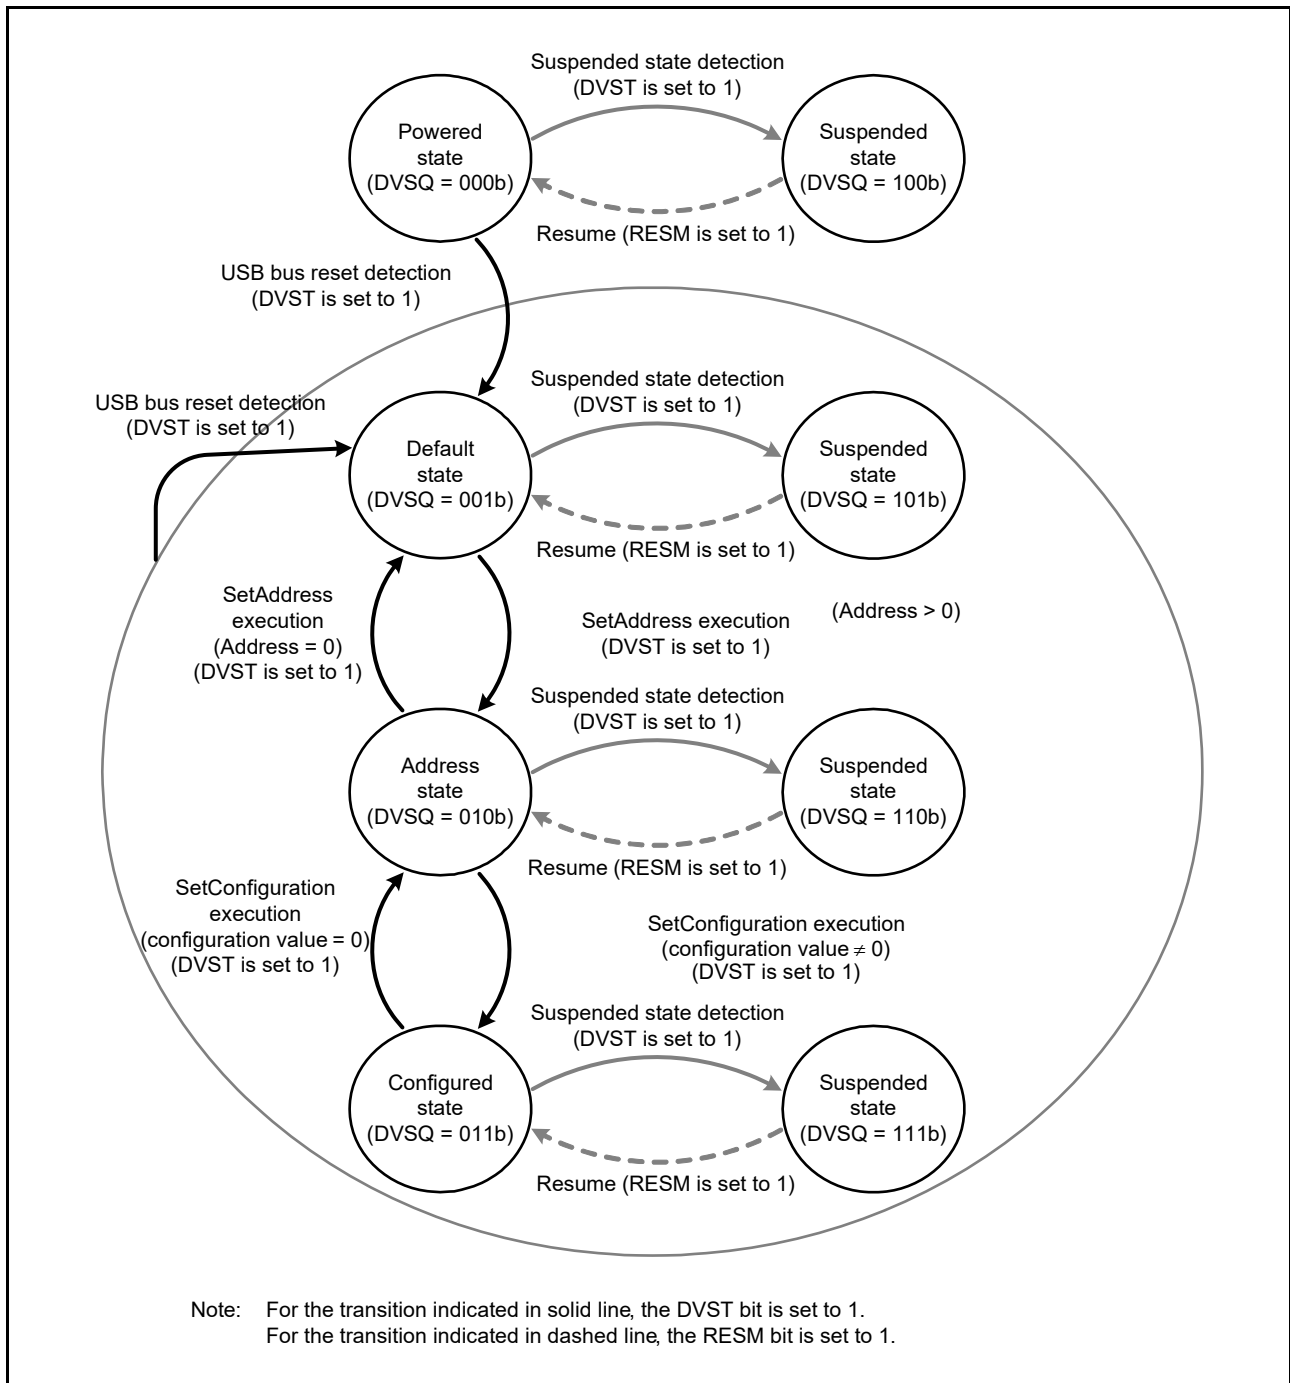 Suspended state detection
(DVST is set to 1)
Powered
state
(DVSQ = 000b)
Suspended
state
(DVSQ = 100b)
Resume (RESM is set to 1)
USB bus reset detection
(DVST is set to 1)
Suspended state detection
(DVST is set to 1)
USB bus reset detection
(DVST is set to 1)
Default
state
(DVSQ = 001b)
Suspended
state
(DVSQ = 101b)
Resume (RESM is set to 1)
SetAddress
execution
(Address = 0)
(DVST is set to 1)
SetAddress execution
(DVST is set to 1)
(Address > 0)
Suspended state detection
(DVST is set to 1)
Address
state
(DVSQ = 010b)
Suspended
state
(DVSQ = 110b)
Resume (RESM is set to 1)
SetConfiguration
execution
(configuration value = 0)
(DVST is set to 1)
SetConfiguration execution
(configuration value ≠ 0)
(DVST is set to 1)
Suspended state detection
(DVST is set to 1)
Configured
state
(DVSQ = 011b)
Suspended
state
(DVSQ = 111b)
Resume (RESM is set to 1)
Note: For the transition indicated in solid line, the DVST bit is set to 1.
For the transition indicated in dashed line, the RESM bit is set to 1.